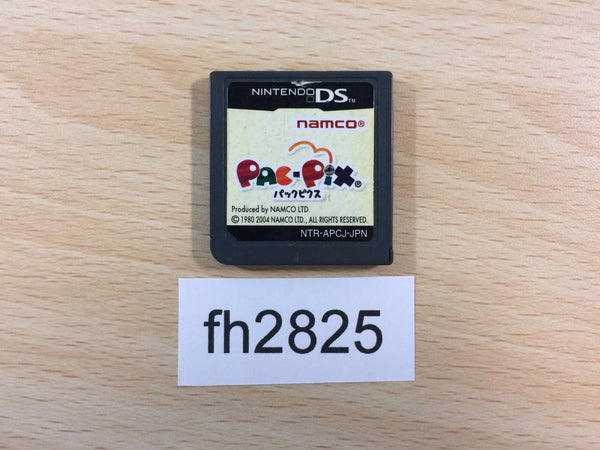 NINTENDO DS™
namco®
PAC-PIX®
パックピクス
Produced by NAMCO LTD.
© 1980 2004 NAMCO LTD., ALL RIGHTS RESERVED.
NTR-APCJ-JPN
fh2825